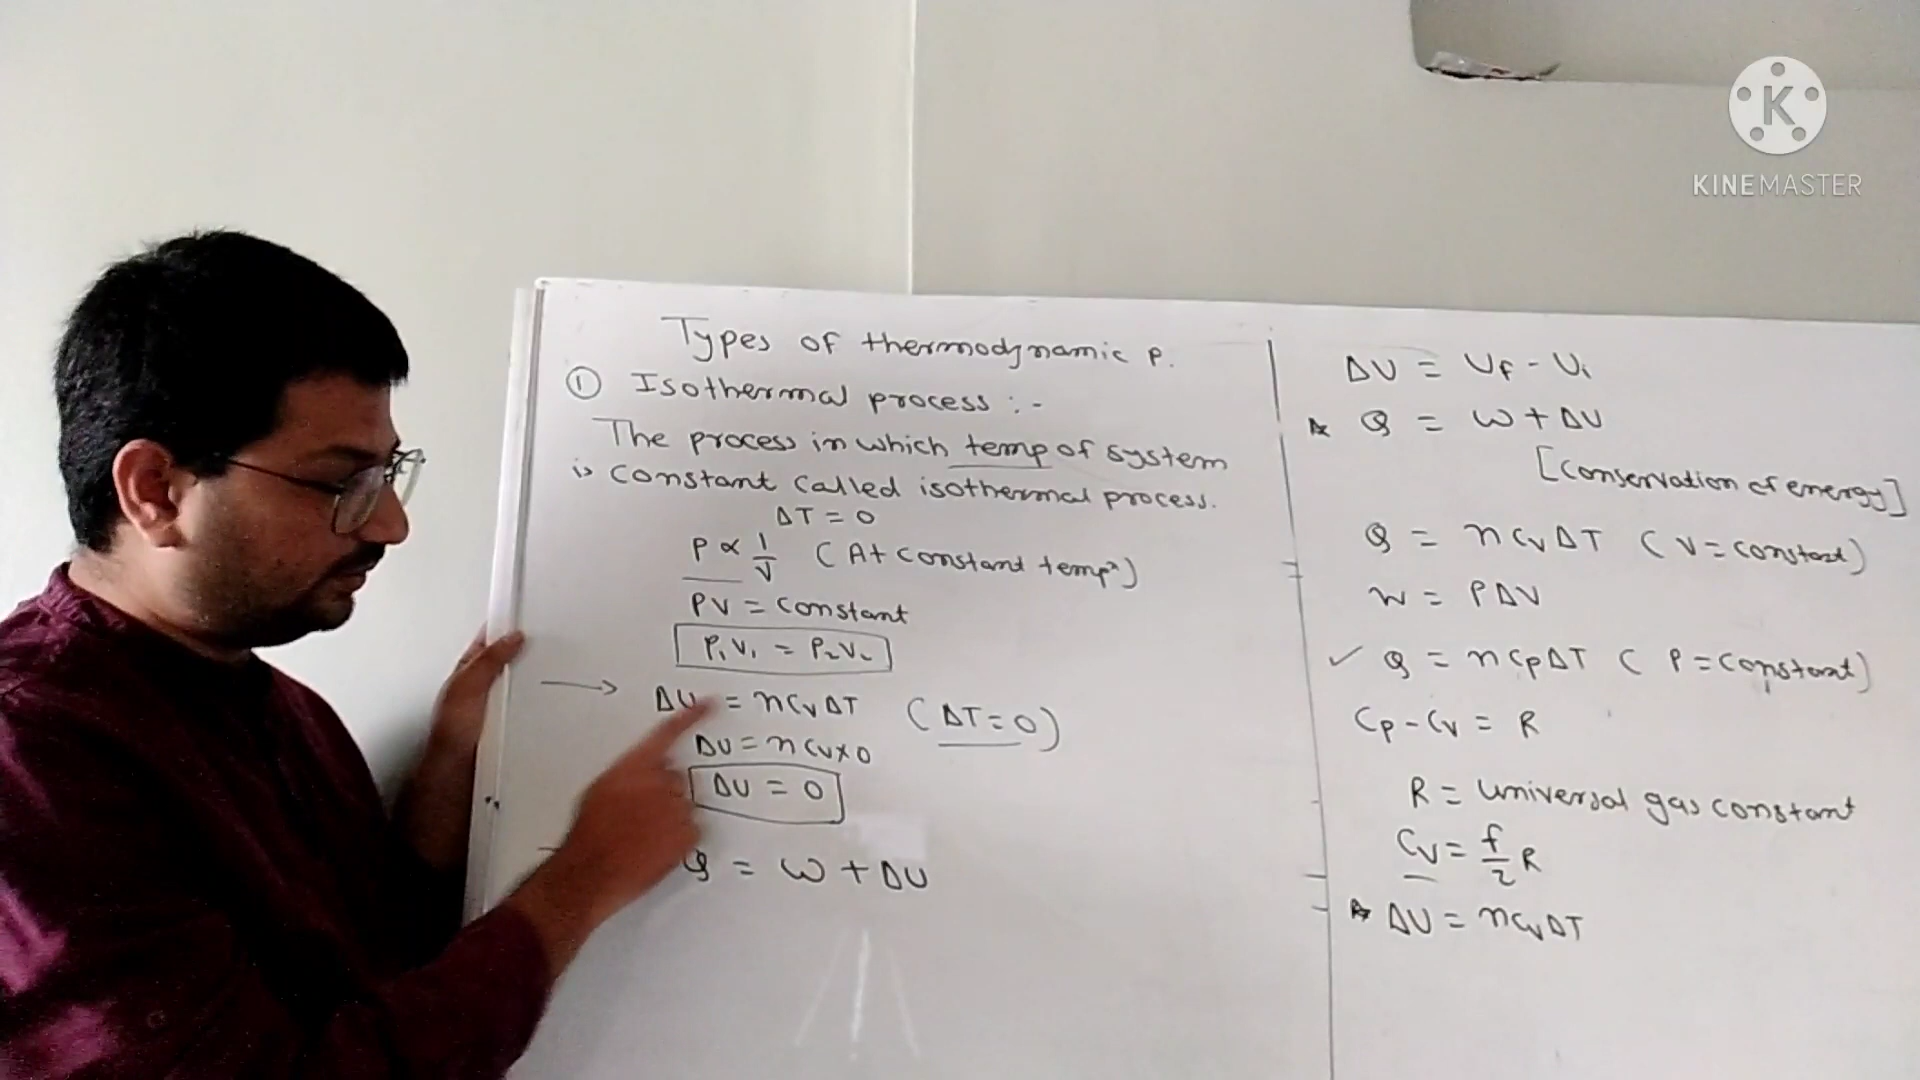 K
KINEMASTER
Types of thermodynamic P.
① Isothermal process :-
The process in which temp of system
is constant called isothermal process.
ΔT = 0
P ∝ 1/V (At constant tempr)
PV = constant
P₁V₁ = P₂V₂
→ ΔU = nCvΔT (ΔT=0)
ΔU = nCv×0
ΔU = 0
Q = W + ΔU
ΔU = Uf - Ui
Q = W + ΔU
[Conservation of energy]
Q = nCvΔT (V=constant)
W = PΔV
✓ Q = nCpΔT ( P=constant)
Cp - Cv = R
R = universal gas constant
Cv = f/2 R
ΔU = nCvΔT